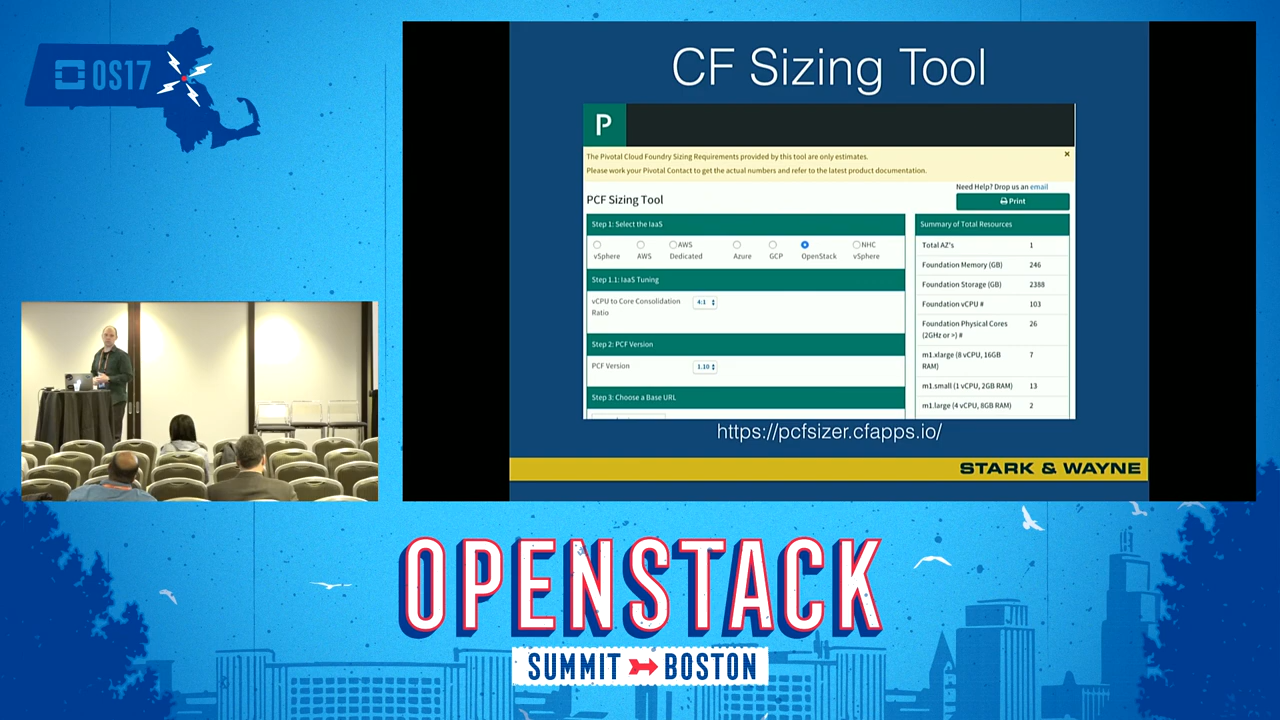 OS17
CF Sizing Tool
P
The Pivotal Cloud Foundry Sizing Requirements provided by this tool are only estimates.
Please work your Pivotal Contact to get the actual numbers and refer to the latest product documentation.
×
Need Help? Drop us an email
PCF Sizing Tool
Print
Step 1: Select the IaaS
vSphere
AWS
AWS Dedicated
Azure
GCP
OpenStack
NHC vSphere
Step 1.1: IaaS Tuning
vCPU to Core Consolidation
Ratio
4:1
Step 2: PCF Version
PCF Version
1.10
Step 3: Choose a Base URL
Summary of Total Resources
Total AZ's 1
Foundation Memory (GB) 246
Foundation Storage (GB) 2388
Foundation vCPU # 103
Foundation Physical Cores 26
(2GHz or >) #
m1.xlarge (8 vCPU, 16GB 7
RAM)
m1.small (1 vCPU, 2GB RAM) 13
m1.large (4 vCPU, 8GB RAM) 2
https://pcfsizer.cfapps.io/
STARK & WAYNE
OPENSTACK
SUMMIT BOSTON